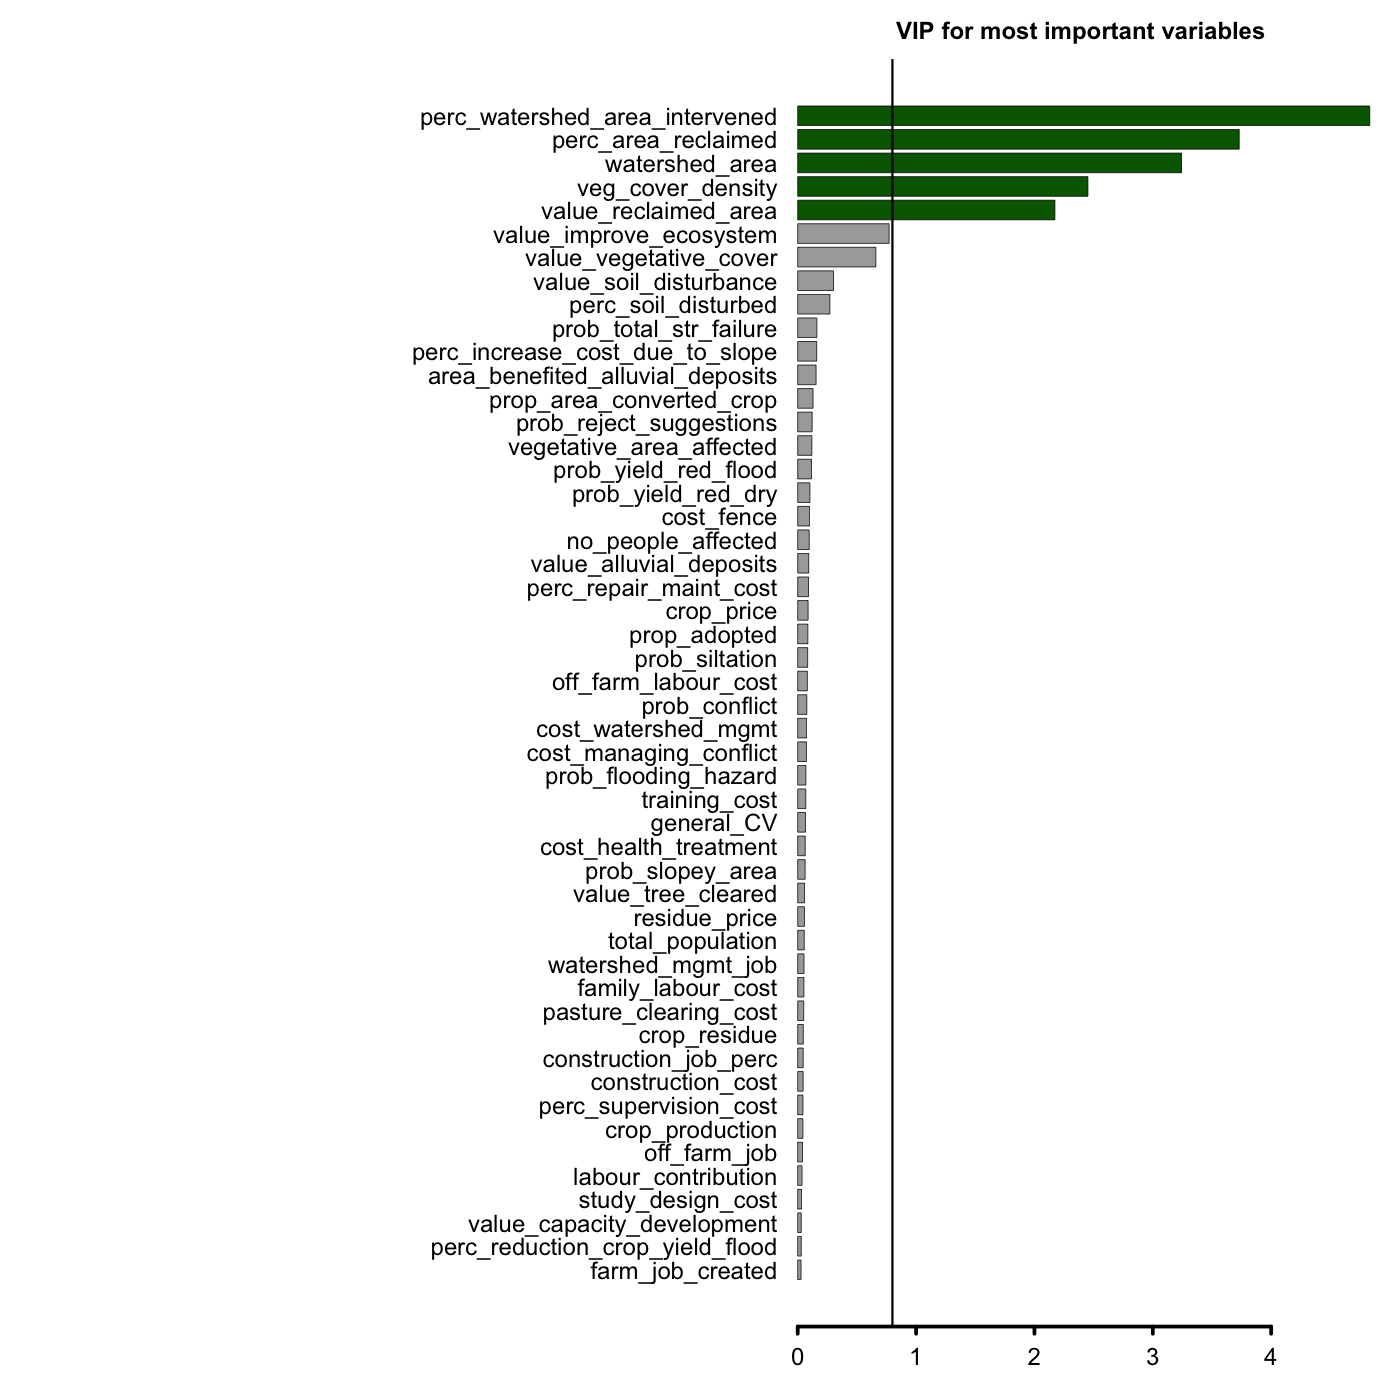 VIP for most important variables
perc_watershed_area_intervened
perc_area_reclaimed
watershed_area
veg_cover_density
value_reclaimed_area
value_improve_ecosystem
value_vegetative_cover
value_soil_disturbance
perc_soil_disturbed
prob_total_str_failure
perc_increase_cost_due_to_slope
area_benefited_alluvial_deposits
prop_area_converted_crop
prob_reject_suggestions
vegetative_area_affected
prob_yield_red_flood
prob_yield_red_dry
cost_fence
no_people_affected
value_alluvial_deposits
perc_repair_maint_cost
crop_price
prop_adopted
prob_siltation
off_farm_labour_cost
prob_conflict
cost_watershed_mgmt
cost_managing_conflict
prob_flooding_hazard
training_cost
general_CV
cost_health_treatment
prob_slopey_area
value_tree_cleared
residue_price
total_population
watershed_mgmt_job
family_labour_cost
pasture_clearing_cost
crop_residue
construction_job_perc
construction_cost
perc_supervision_cost
crop_production
off_farm_job
labour_contribution
study_design_cost
value_capacity_development
perc_reduction_crop_yield_flood
farm_job_created
0 1 2 3 4